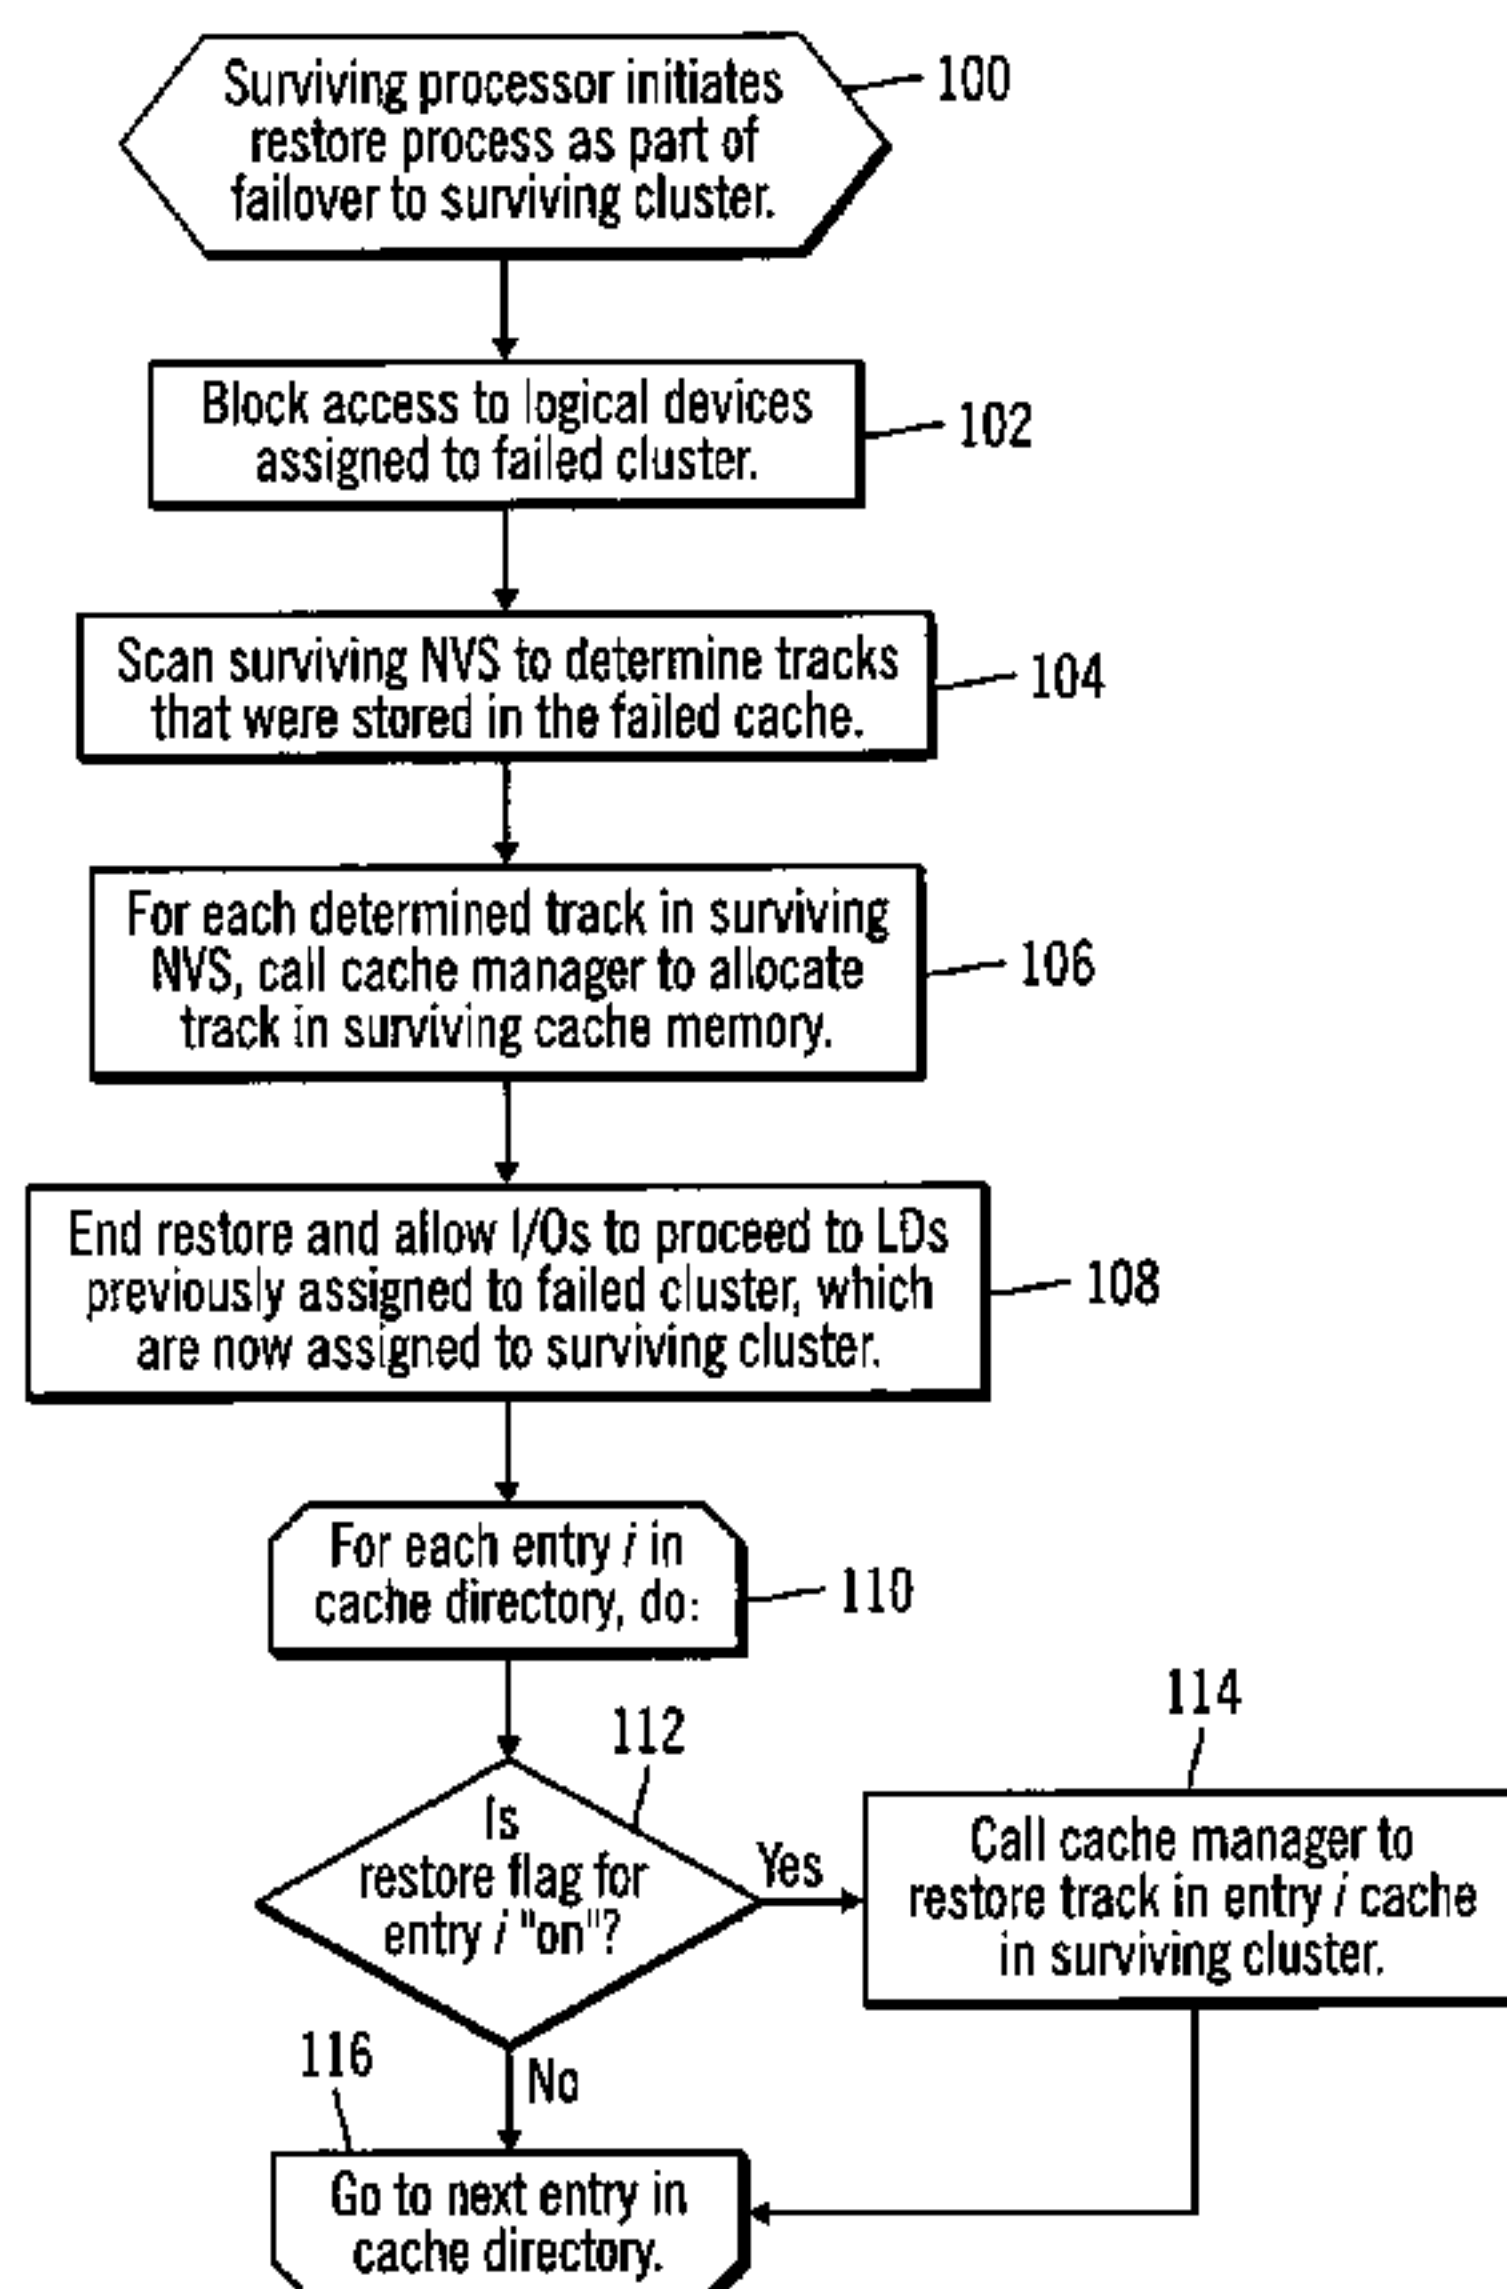 Surviving processor initiates
restore process as part of
failover to surviving cluster.
100
Block access to logical devices
assigned to failed cluster.
102
Scan surviving NVS to determine tracks
that were stored in the failed cache.
104
For each determined track in surviving
NVS, call cache manager to allocate
track in surviving cache memory.
106
End restore and allow I/Os to proceed to LDs
previously assigned to failed cluster, which
are now assigned to surviving cluster.
108
For each entry i in
cache directory, do:
110
112
Is
restore flag for
entry i "on"?
Yes
114
Call cache manager to
restore track in entry i cache
in surviving cluster.
No
116
Go to next entry in
cache directory.